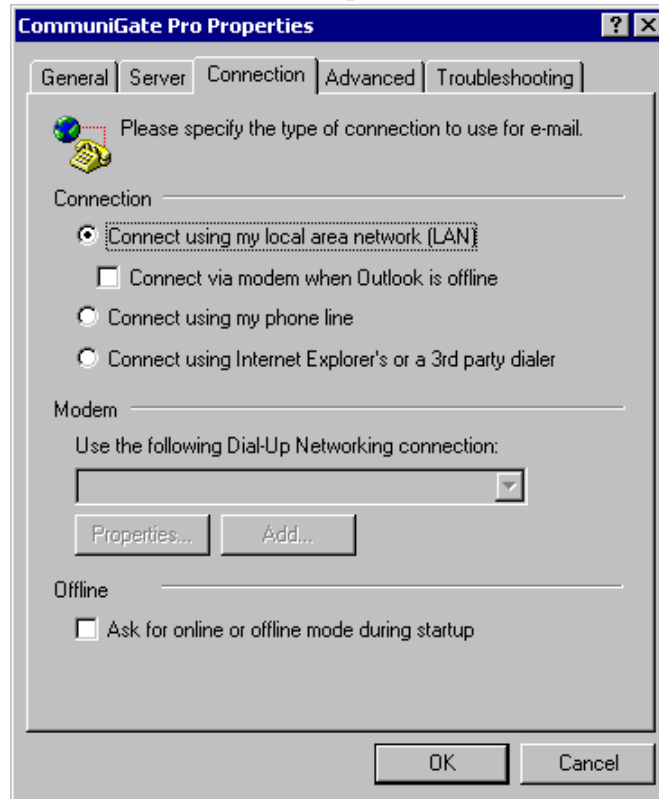 CommuniGate Pro Properties
General Server Connection Advanced Troubleshooting
Please specify the type of connection to use for e-mail.
Connection
Connect using my local area network (LAN)
Connect via modem when Outlook is offline
Connect using my phone line
Connect using Internet Explorer's or a 3rd party dialer
Modem
Use the following Dial-Up Networking connection:
Properties... Add...
Offline
Ask for online or offline mode during startup
OK Cancel